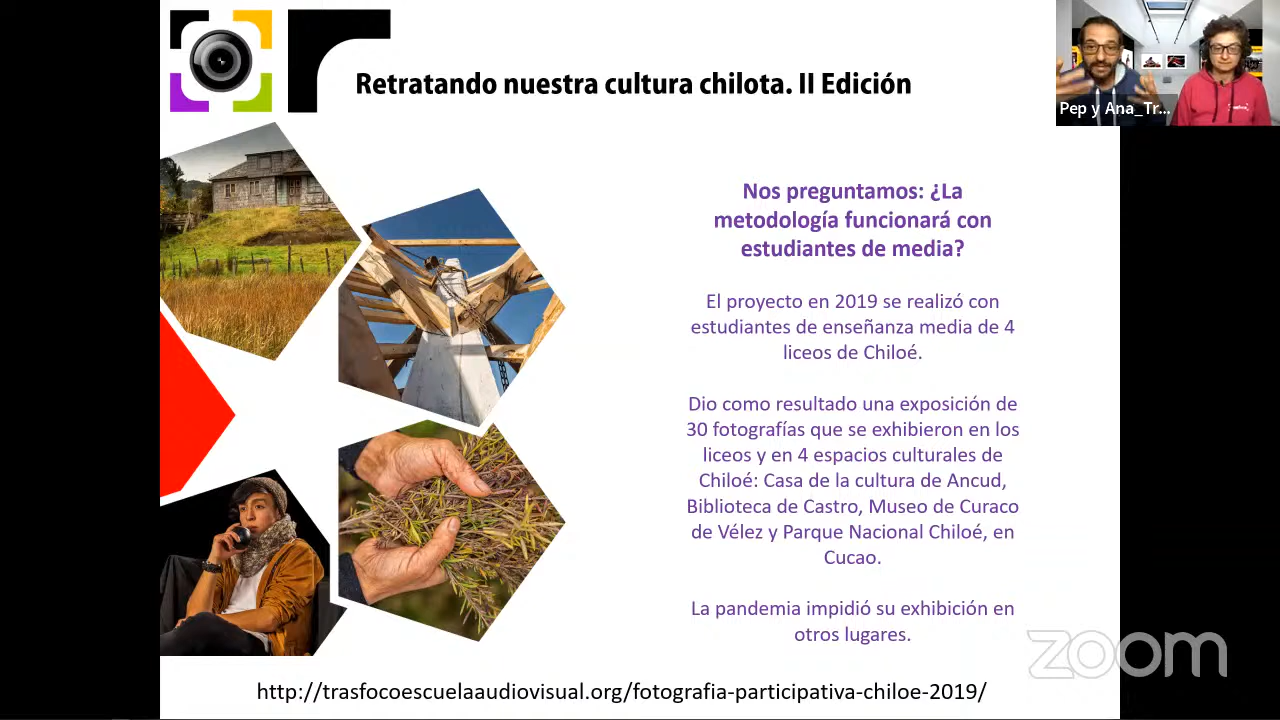 Retratando nuestra cultura chilota. II Edición
Pep y Ana_Tr...
Nos preguntamos: ¿La
metodología funcionará con
estudiantes de media?
El proyecto en 2019 se realizó con
estudiantes de enseñanza media de 4
liceos de Chiloé.
Dio como resultado una exposición de
30 fotografías que se exhibieron en los
liceos y en 4 espacios culturales de
Chiloé: Casa de la cultura de Ancud,
Biblioteca de Castro, Museo de Curaco
de Vélez y Parque Nacional Chiloé, en
Cucao.
La pandemia impidió su exhibición en
otros lugares.
zoom
http://trasfocoescuelaaudiovisual.org/fotografia-participativa-chiloe-2019/